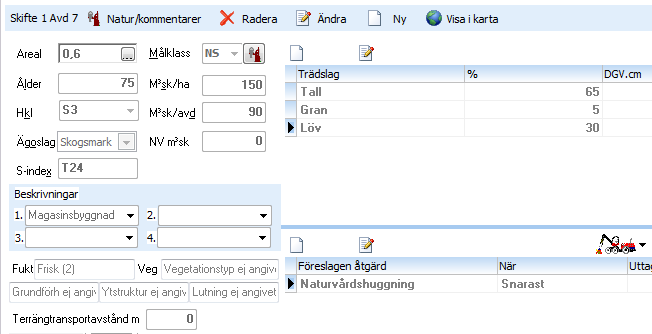 Skifte 1 Avd 7 Natur/kommentarer Radera Ändra Ny Visa i karta
Areal 0,6 ... Målklass NS
Ålder 75 M³sk/ha 150
Hkl S3 M³sk/avd 90
Ägoslag Skogsmark NV m³sk 0
S-index T24
Beskrivningar
1. Magasinsbyggnad 2.
3. 4.
Fukt Frisk (2) Veg Vegetationstyp ej angive
Grundförh ej angiv Ytstruktur ej angiv Lutning ej angivet
Terrängtransportavstånd m 0
Trädslag % DGV.cm
Tall 65
Gran 5
Löv 30
Föreslagen åtgärd När Uttag
Naturvårdshuggning Snarast